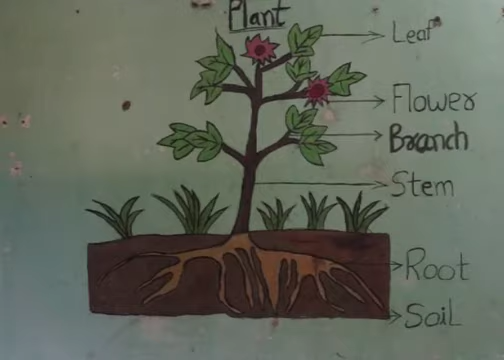 Plant
Leaf
Flower
Branch
Stem
Root
Soil